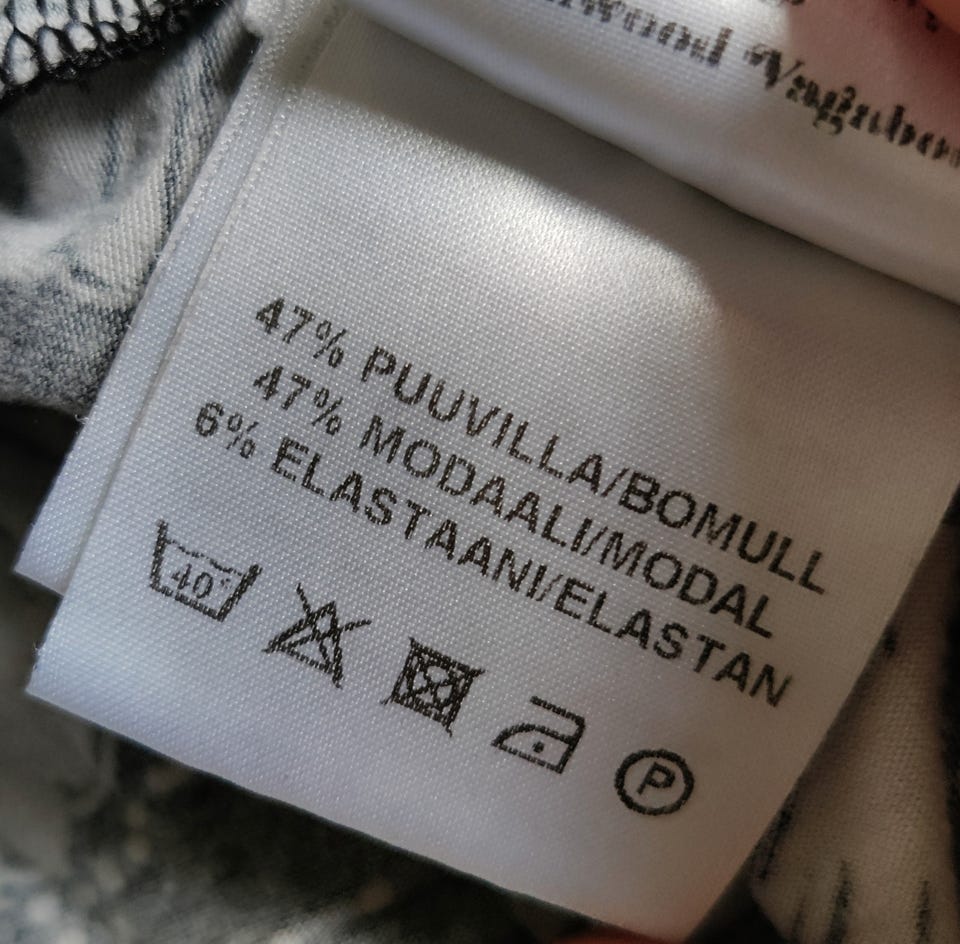 47% PUUVILLA/BOMULL
47% MODAALI/MODAL
6% ELASTAANI/ELASTAN
40°
P